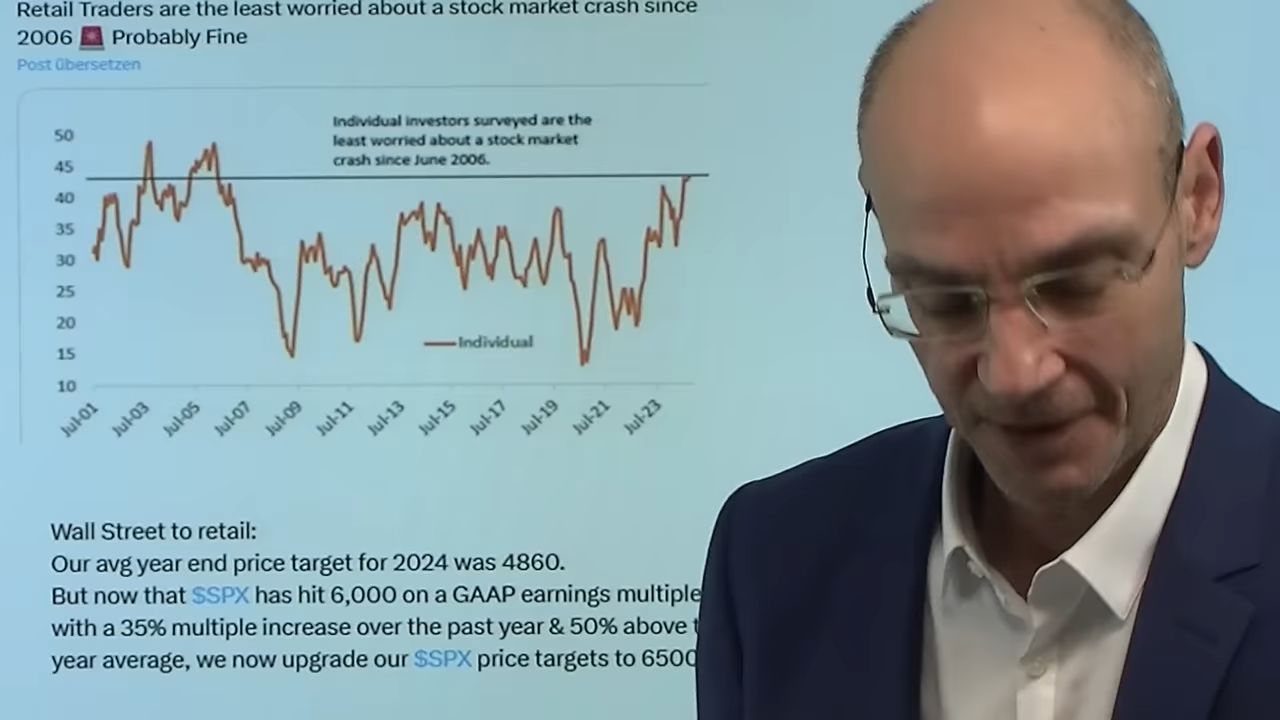 Retail Traders are the least worried about a stock market crash since
2006 🚨 Probably Fine
Post übersetzen
Individual investors surveyed are the
least worried about a stock market
crash since June 2006.
50
45
40
35
30
25
20
15
10
Individual
Jul-01
Jul-03
Jul-05
Jul-07
Jul-09
Jul-11
Jul-13
Jul-15
Jul-17
Jul-19
Jul-21
Jul-23
Wall Street to retail:
Our avg year end price target for 2024 was 4860.
But now that $SPX has hit 6,000 on a GAAP earnings multiple
with a 35% multiple increase over the past year & 50% above
year average, we now upgrade our $SPX price targets to 6500